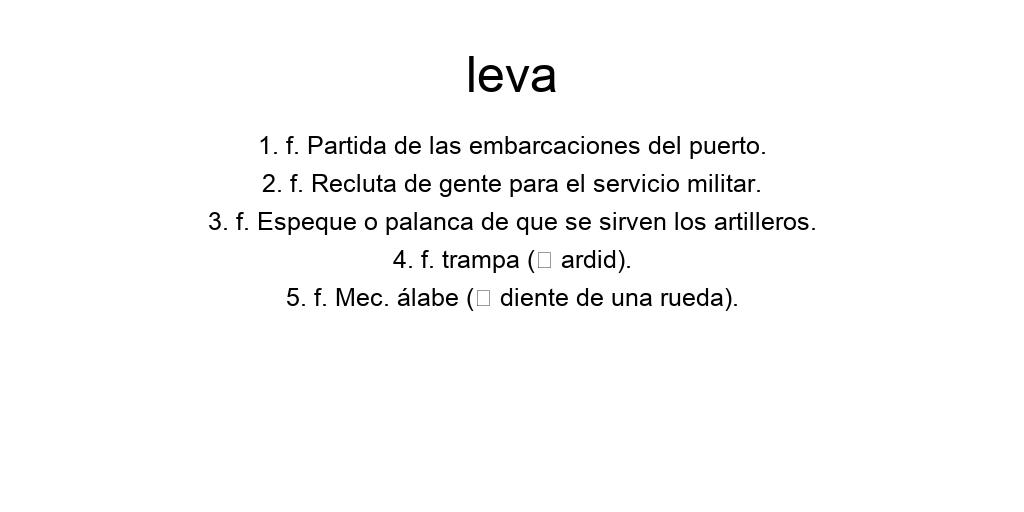 leva
1. f. Partida de las embarcaciones del puerto.
2. f. Recluta de gente para el servicio militar.
3. f. Espeque o palanca de que se sirven los artilleros.
4. f. trampa (□ ardid).
5. f. Mec. álabe (□ diente de una rueda).